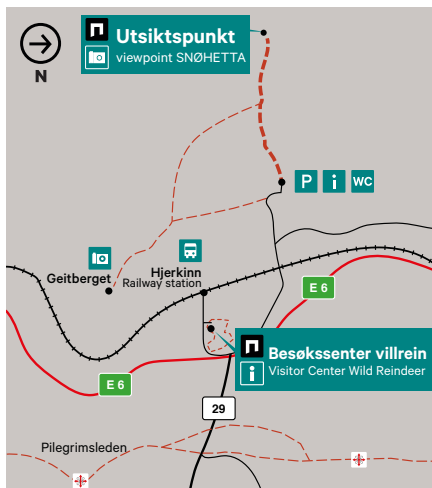 Utsiktspunkt
viewpoint SNØHETTA
N
P
i
WC
Geitberget
Hjerkinn
Railway station
E 6
Besøkssenter villrein
i
Visitor Center Wild Reindeer
E 6
29
Pilegrimsleden